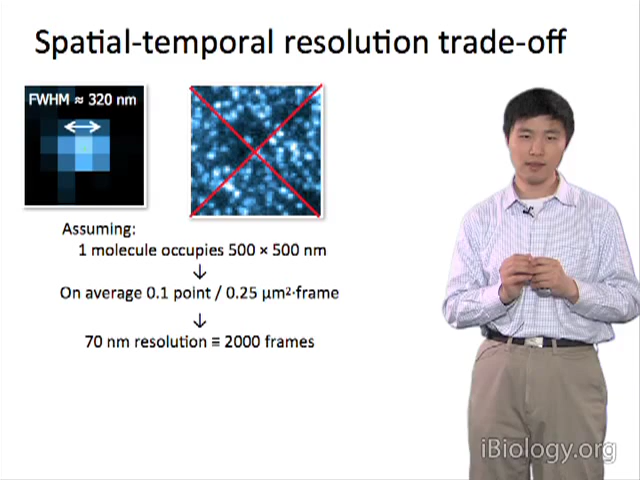 Spatial-temporal resolution trade-off
FWHM ≈ 320 nm
Assuming:
1 molecule occupies 500 × 500 nm
↓
On average 0.1 point / 0.25 μm²·frame
↓
70 nm resolution ≡ 2000 frames
iBiology.org